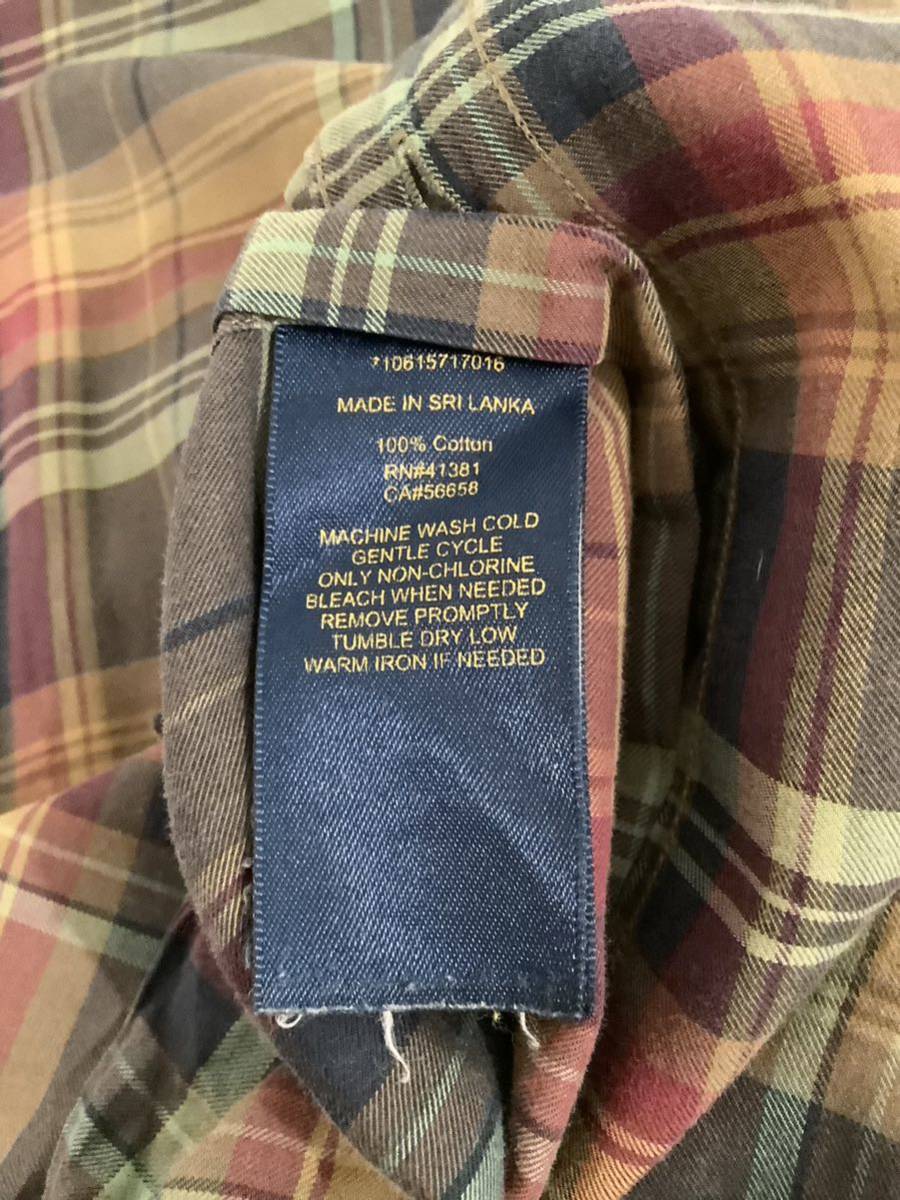 710615717016
MADE IN SRI LANKA
100% Cotton
RN#41381
CA#56658
MACHINE WASH COLD
GENTLE CYCLE
ONLY NON-CHLORINE
BLEACH WHEN NEEDED
REMOVE PROMPTLY
TUMBLE DRY LOW
WARM IRON IF NEEDED